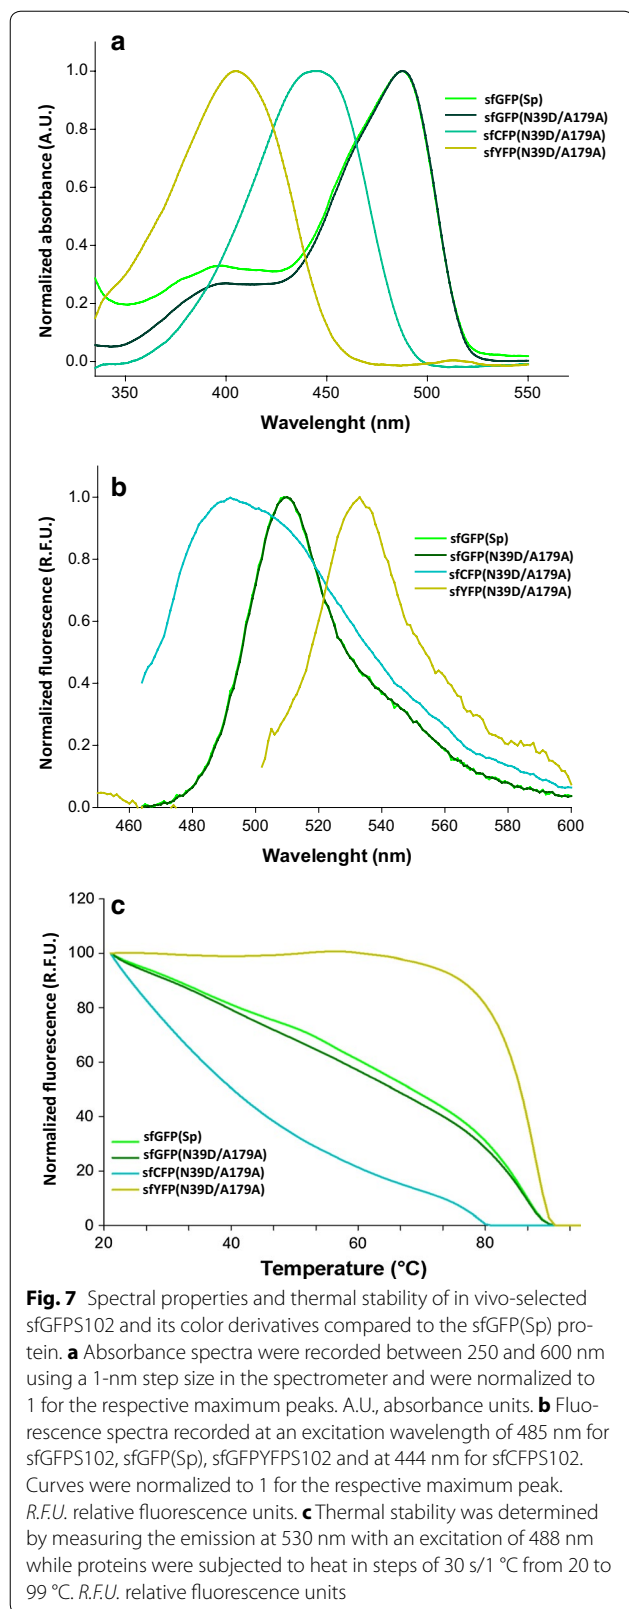 a
Normalized absorbance (A.U.)
1.0
0.8
0.6
0.4
0.2
0.0
sfGFP(Sp)
sfGFP(N39D/A179A)
sfCFP(N39D/A179A)
sfYFP(N39D/A179A)
350 400 450 500 550
Wavelenght (nm)
b
Normalized fluorescence (R.F.U.)
1.0
0.8
0.6
0.4
0.2
0.0
sfGFP(Sp)
sfGFP(N39D/A179A)
sfCFP(N39D/A179A)
sfYFP(N39D/A179A)
460 480 500 520 540 560 580 600
Wavelenght (nm)
c
Normalized fluorescence (R.F.U.)
120
100
80
60
40
20
0
sfGFP(Sp)
sfGFP(N39D/A179A)
sfCFP(N39D/A179A)
sfYFP(N39D/A179A)
20 40 60 80
Temperature (°C)
Fig. 7 Spectral properties and thermal stability of in vivo-selected
sfGFPS102 and its color derivatives compared to the sfGFP(Sp) pro-
tein. a Absorbance spectra were recorded between 250 and 600 nm
using a 1-nm step size in the spectrometer and were normalized to
1 for the respective maximum peaks. A.U., absorbance units. b Fluo-
rescence spectra recorded at an excitation wavelength of 485 nm for
sfGFPS102, sfGFP(Sp), sfGFPYFPS102 and at 444 nm for sfCFPS102.
Curves were normalized to 1 for the respective maximum peak.
R.F.U. relative fluorescence units. c Thermal stability was determined
by measuring the emission at 530 nm with an excitation of 488 nm
while proteins were subjected to heat in steps of 30 s/1 °C from 20 to
99 °C. R.F.U. relative fluorescence units